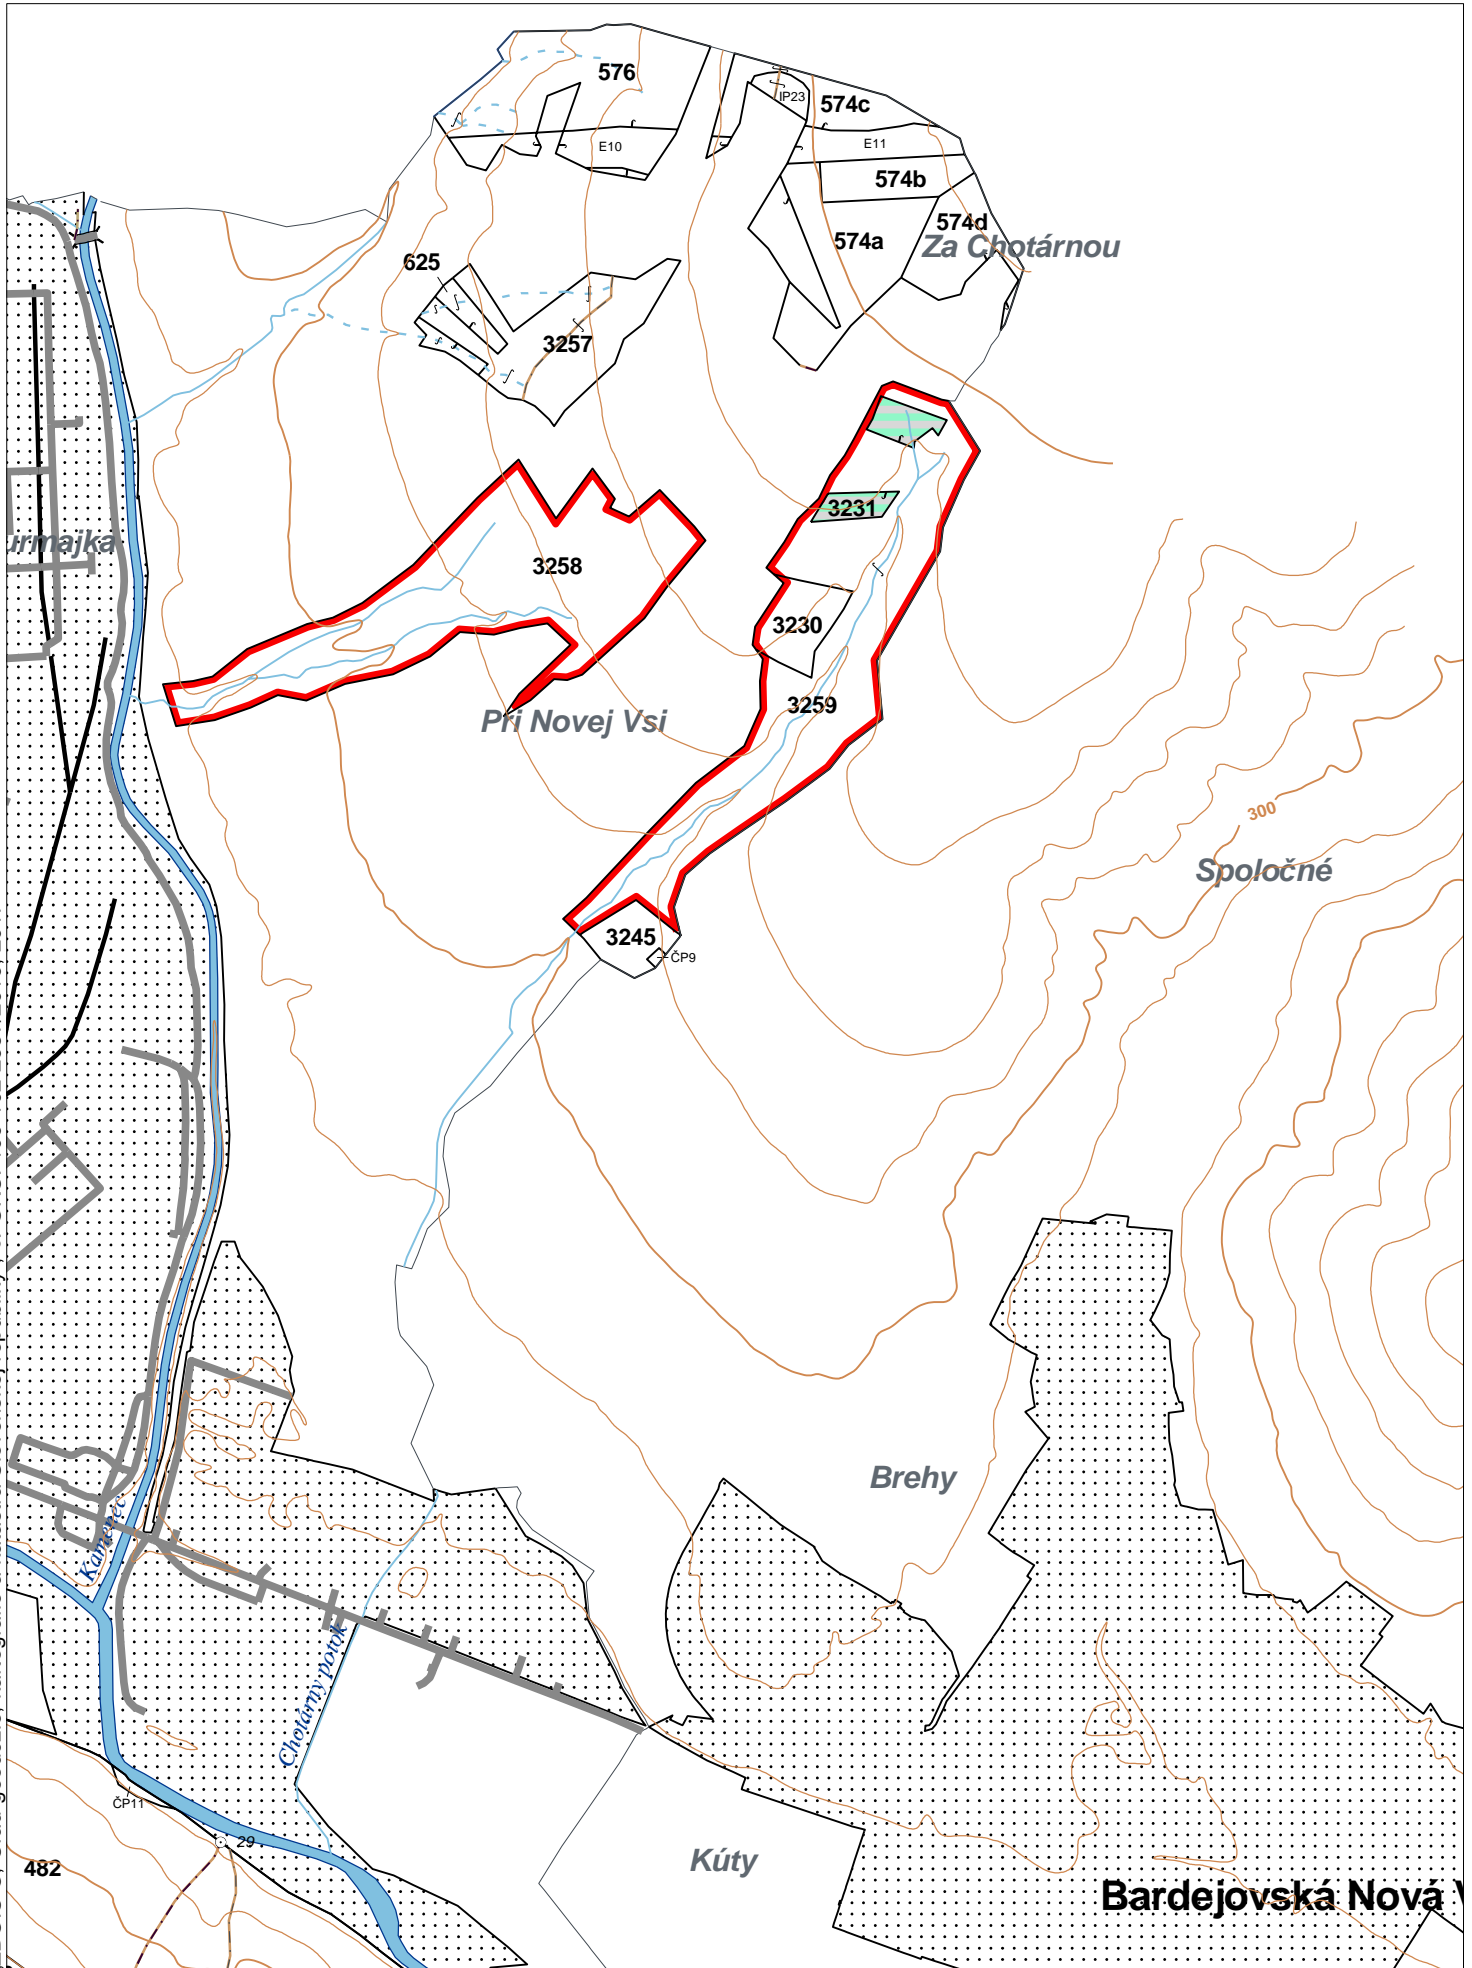 576
IP23
574c
E10
E11
574b
574d
574a
Za Chotárnou
625
3257
3231
3258
3230
3259
Pri Novej Vsi
300
Spoločné
3245
ČP9
Brehy
Kamenec
Chotárny potok
ČP11
29
482
Kúty
Bardejovská Nová